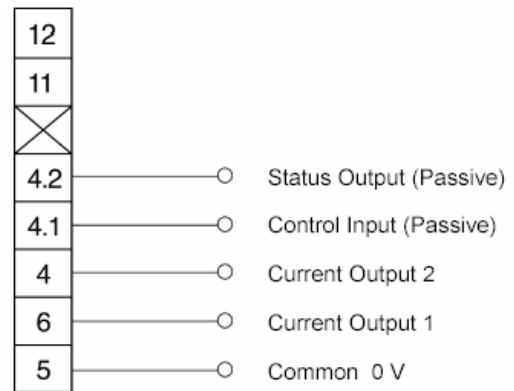 12
11
4.2 Status Output (Passive)
4.1 Control Input (Passive)
4 Current Output 2
6 Current Output 1
5 Common 0 V